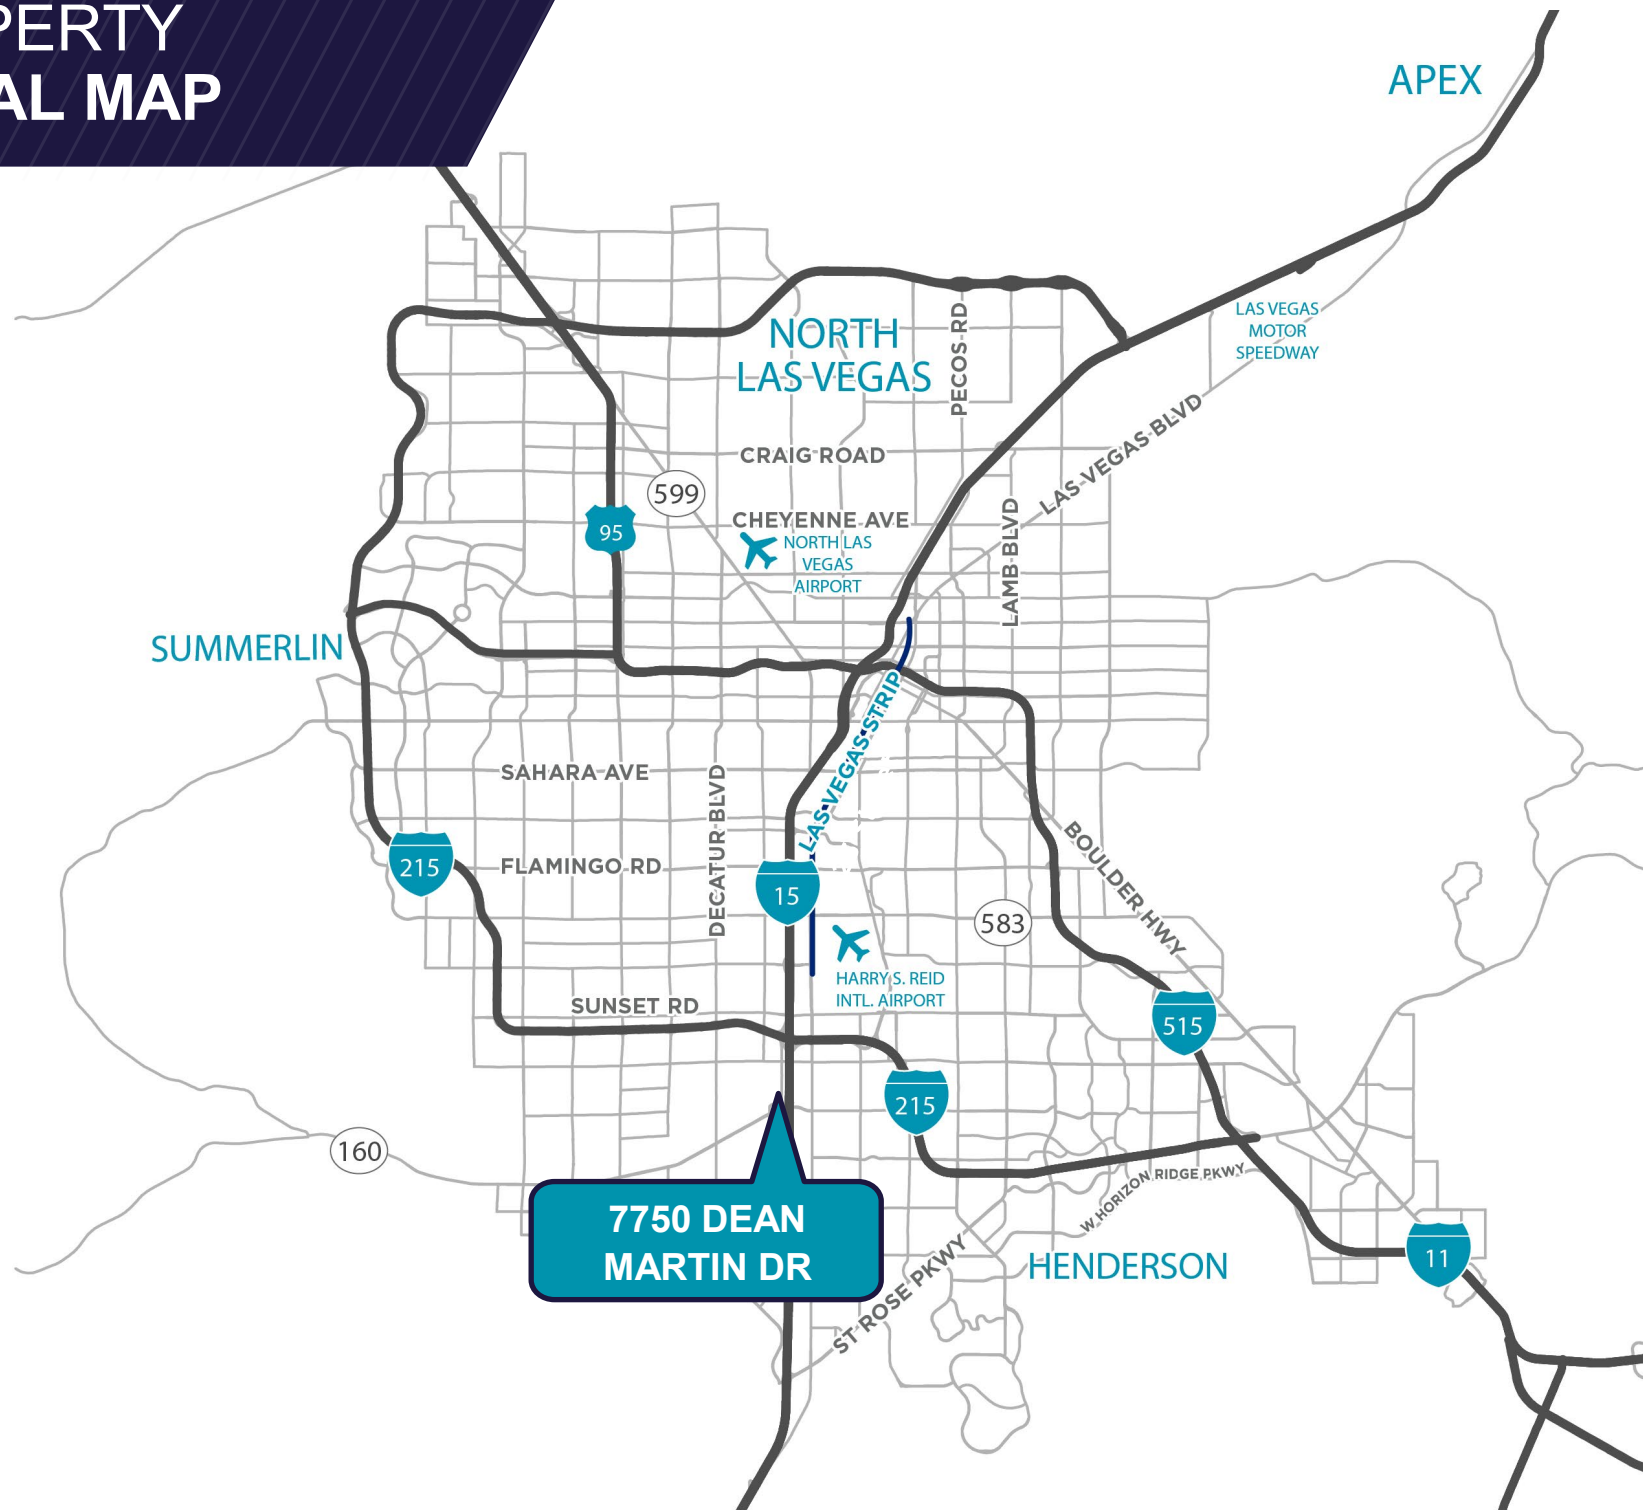 PERTY
AL MAP
APEX
LAS VEGAS
MOTOR
SPEEDWAY
NORTH
LAS VEGAS
PECOS RD
LAS VEGAS BLVD
CRAIG ROAD
599
CHEYENNE AVE
95
NORTH LAS
VEGAS
AIRPORT
LAMB BLVD
SUMMERLIN
LAS VEGAS STRIP
SAHARA AVE
DECATUR BLVD
BOULDER HWY
215
FLAMINGO RD
15
583
HARRY S. REID
INTL. AIRPORT
SUNSET RD
515
215
160
W HORIZON RIDGE PKWY
7750 DEAN
MARTIN DR
ST ROSE PKWY
HENDERSON
11